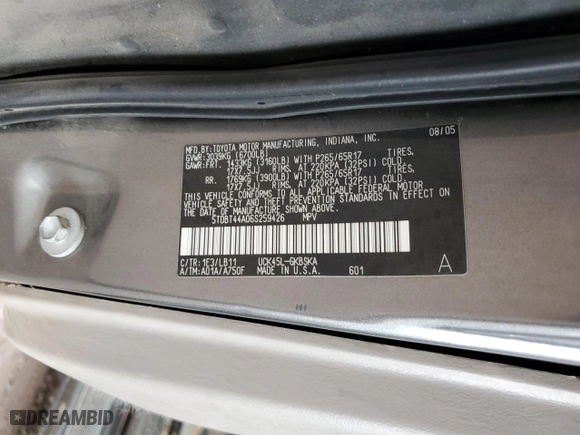 MFD.BY:TOYOTA MOTOR MANUFACTURING, INDIANA, INC. 08/05
GVWR:3039KG (6700LB)
GAWR:FRT. 1433KG (3160LB) WITH P265/65R17 TIRES,
17X7.5JJ RIMS, AT 220KPA (32PSI) COLD.
RR. 1769KG (3900LB) WITH P265/65R17 TIRES,
17X7.5JJ RIMS, AT 220KPA (32PSI) COLD.
THIS VEHICLE CONFORMS TO ALL APPLICABLE FEDERAL MOTOR
VEHICLE SAFETY AND THEFT PREVENTION STANDARDS IN
EFFECT ON THE DATE OF MANUFACTURE SHOWN ABOVE.
5TDBT44A06S259426 MPV
C/TR:1E3/LB11 UCK45L-GKBSKA
A/TM:A01A/A750F MADE IN U.S.A. 601 A
DREAMBID